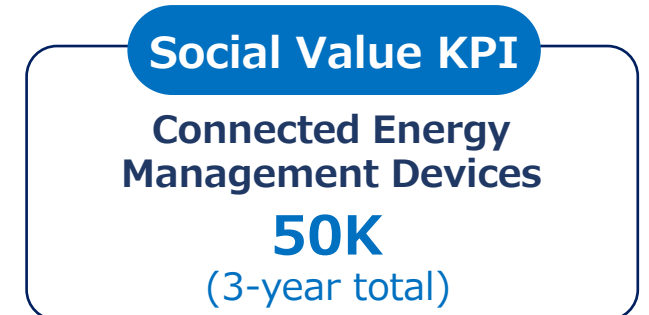 Social Value KPI
Connected Energy
Management Devices
50K
(3-year total)